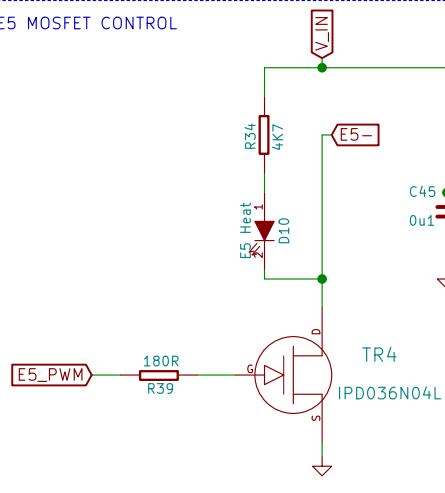 E5 MOSFET CONTROL
V_IN
R34
4K7
E5-
C45
0u1
E5 Heat
1
D10
2
D
TR4
180R
E5_PWM
R39
G
IPD036N04L
S